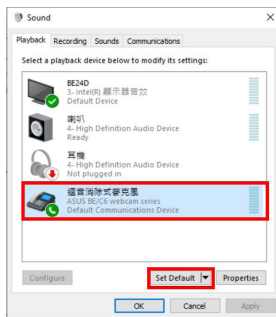 Sound
Playback Recording Sounds Communications
Select a playback device below to modify its settings:
BE24D
3- Intel(R) 顯示器音效
Default Device
喇叭
4- High Definition Audio Device
Ready
耳機
4- High Definition Audio Device
Not plugged in
迴音消除式麥克風
ASUS BE/C6 webcam series
Default Communications Device
Configure Set Default Properties
OK Cancel Apply